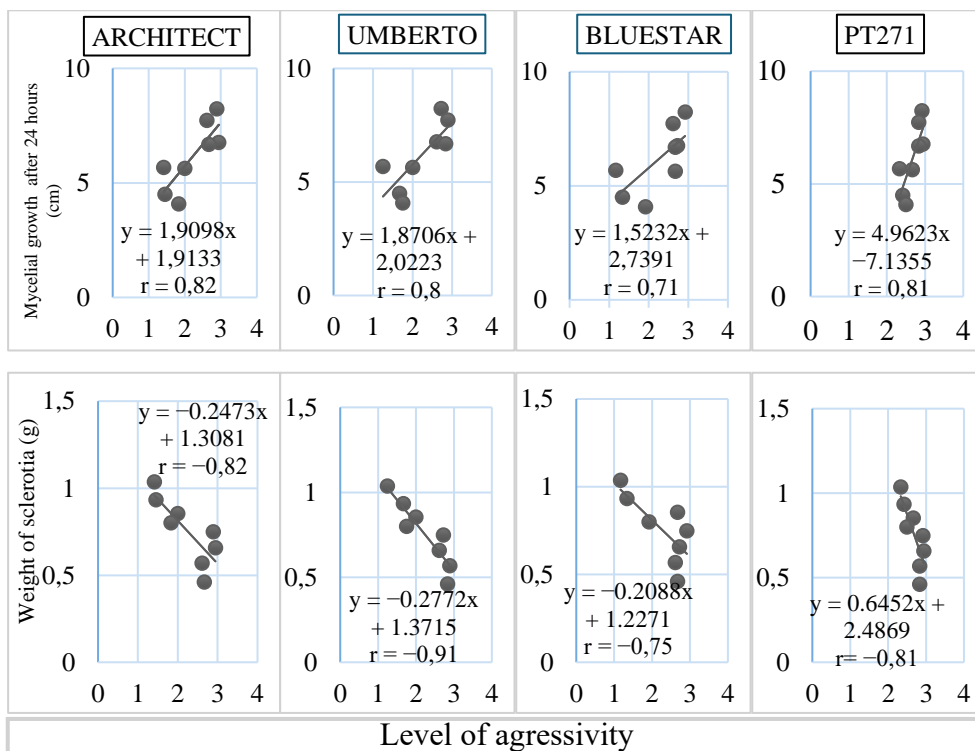 ARCHITECT
UMBERTO
BLUESTAR
PT271
Mycelial growth after 24 hours
(cm)
10
5
0
y = 1,9098x
+ 1,9133
r = 0,82
0 1 2 3 4
10
5
0
y = 1,8706x +
2,0223
r = 0,8
0 1 2 3 4
10
5
0
y = 1,5232x +
2,7391
r = 0,71
0 1 2 3 4
10
5
0
y = 4.9623x
−7.1355
r = 0,81
0 1 2 3 4
Weight of sclerotia (g)
1,5
1
0,5
0
y = −0.2473x
+ 1.3081
r = −0,82
0 1 2 3 4
1,5
1
0,5
0
y = −0.2772x
+ 1.3715
r = −0,91
0 1 2 3 4
1,5
1
0,5
0
y = −0.2088x
+ 1.2271
r = −0,75
0 1 2 3 4
1,5
1
0,5
0
y = 0.6452x +
2.4869
r= −0,81
0 1 2 3 4
Level of agressivity